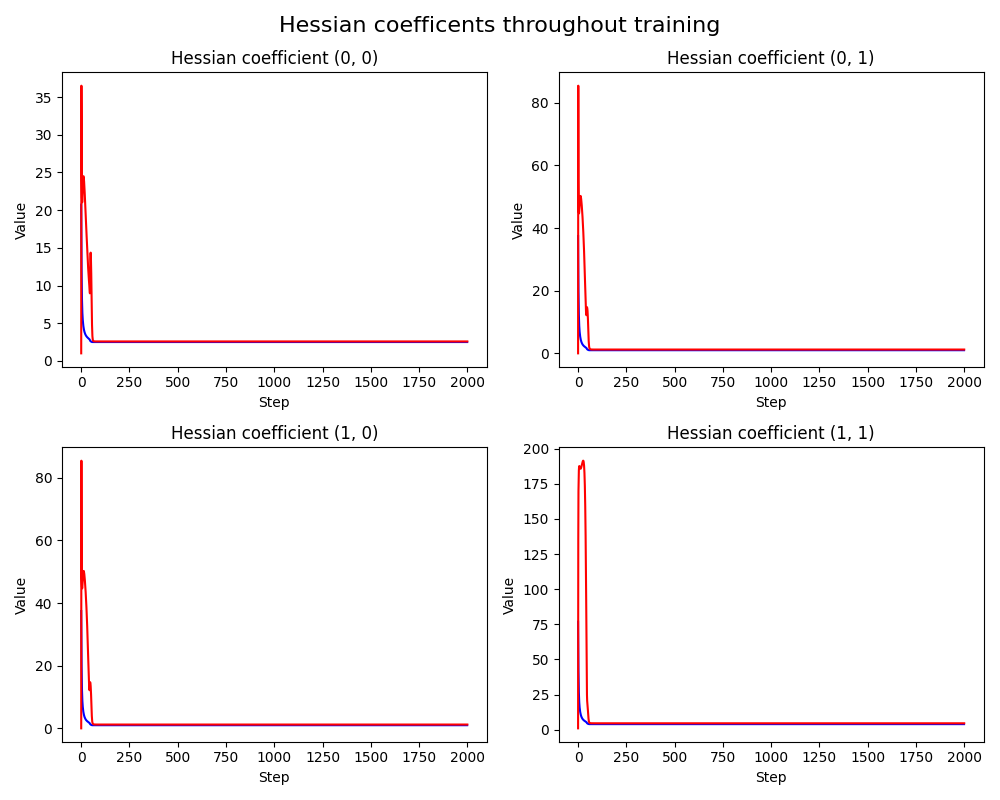 Hessian coefficents throughout training
Hessian coefficient (0, 0)
Value
35
30
25
20
15
10
5
0
0 250 500 750 1000 1250 1500 1750 2000
Step
Hessian coefficient (0, 1)
Value
80
60
40
20
0
0 250 500 750 1000 1250 1500 1750 2000
Step
Hessian coefficient (1, 0)
Value
80
60
40
20
0
0 250 500 750 1000 1250 1500 1750 2000
Step
Hessian coefficient (1, 1)
Value
200
175
150
125
100
75
50
25
0
0 250 500 750 1000 1250 1500 1750 2000
Step